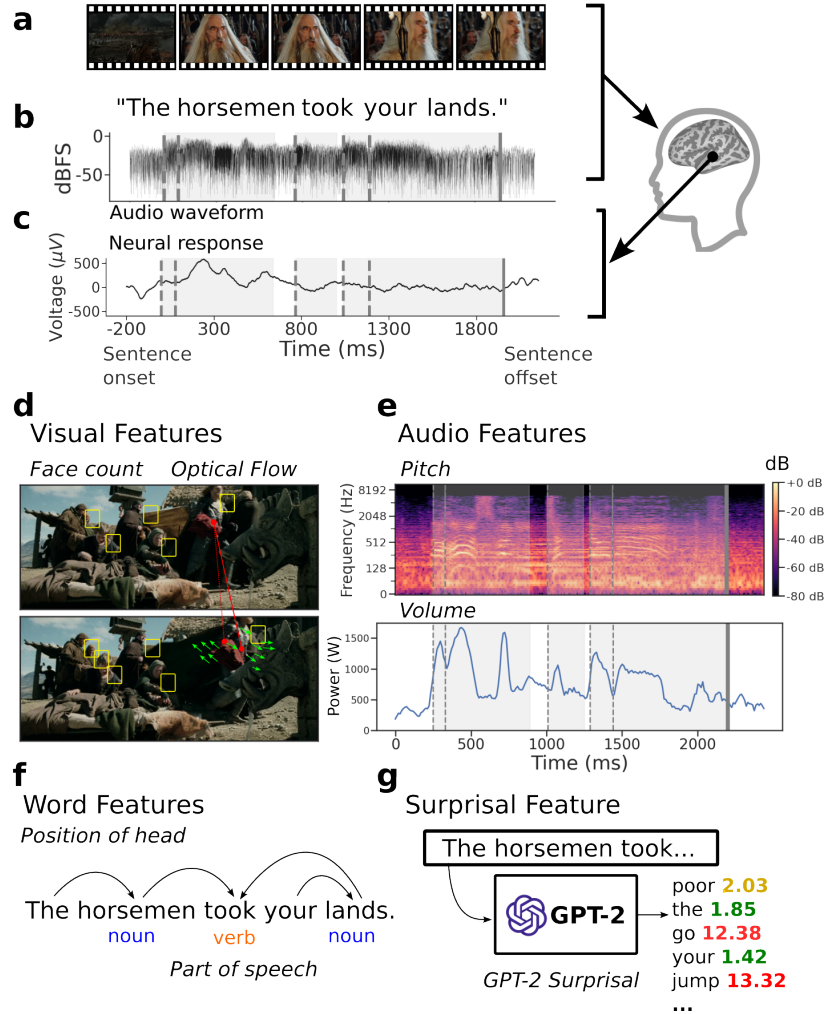 a
b
"The horsemen took your lands."
dBFS
0
-50
Audio waveform
c
Neural response
Voltage (μV)
500
0
-500
-200 300 800 1300 1800
Time (ms)
Sentence onset
Sentence offset
d
Visual Features
Face count Optical Flow
e
Audio Features
Pitch
dB
Frequency (Hz)
8192
2048
512
128
0
+0 dB
-20 dB
-40 dB
-60 dB
-80 dB
Volume
Power (W)
1500
1000
500
0
0 500 1000 1500 2000
Time (ms)
f
Word Features
Position of head
The horsemen took your lands.
noun verb noun
Part of speech
g
Surprisal Feature
The horsemen took...
GPT-2
GPT-2 Surprisal
poor 2.03
the 1.85
go 12.38
your 1.42
jump 13.32
...